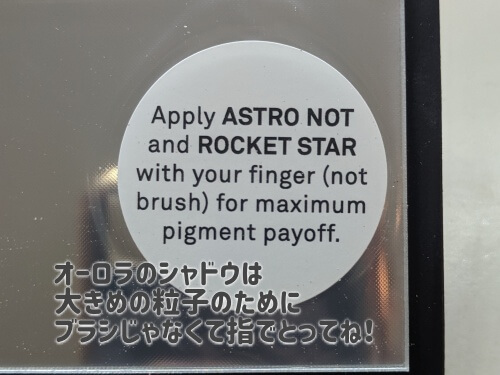 Apply ASTRO NOT
and ROCKET STAR
with your finger (not
brush) for maximum
pigment payoff.
オーロラのシャドウは
大きめの粒子のために
ブラシじゃなくて指でとってね!